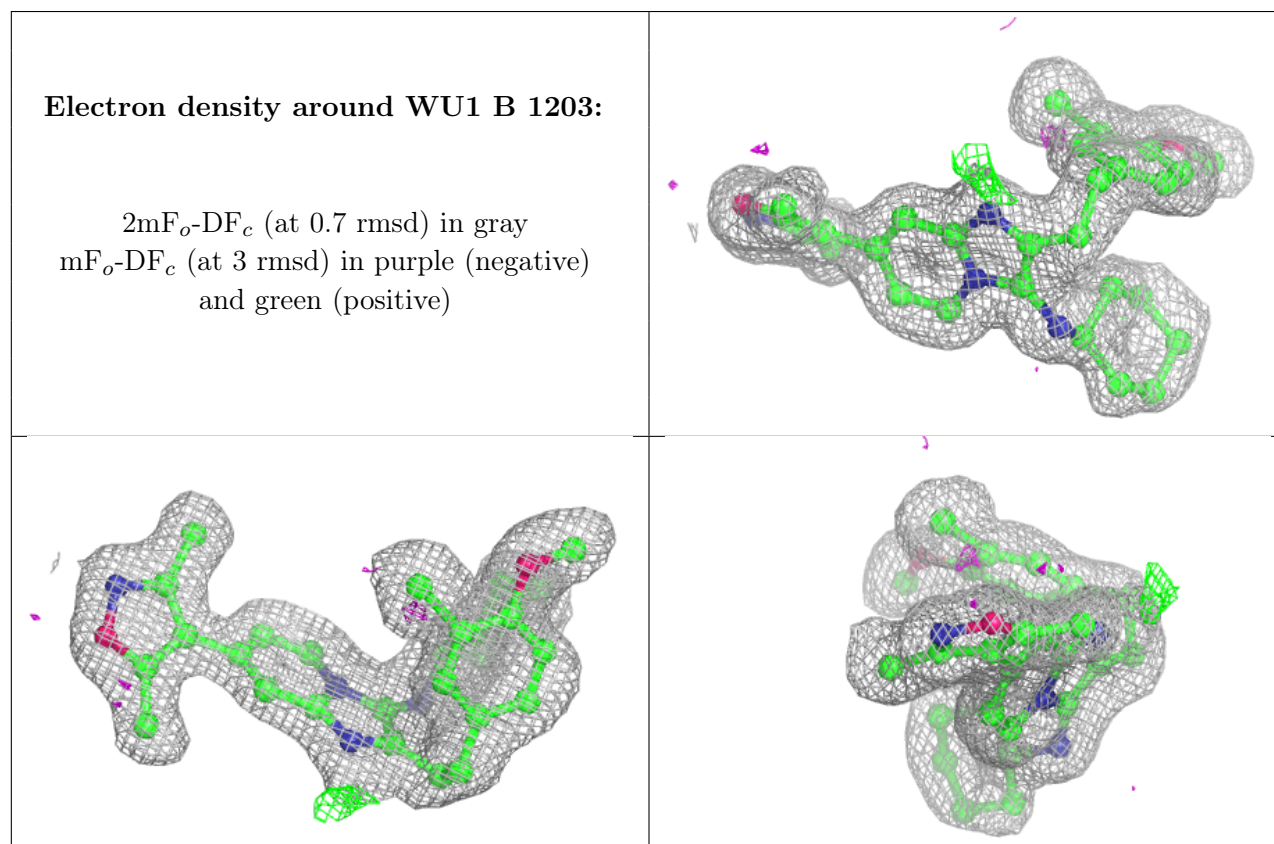 Electron density around WU1 B 1203:
2mFo-DFc (at 0.7 rmsd) in gray
mFo-DFc (at 3 rmsd) in purple (negative)
and green (positive)